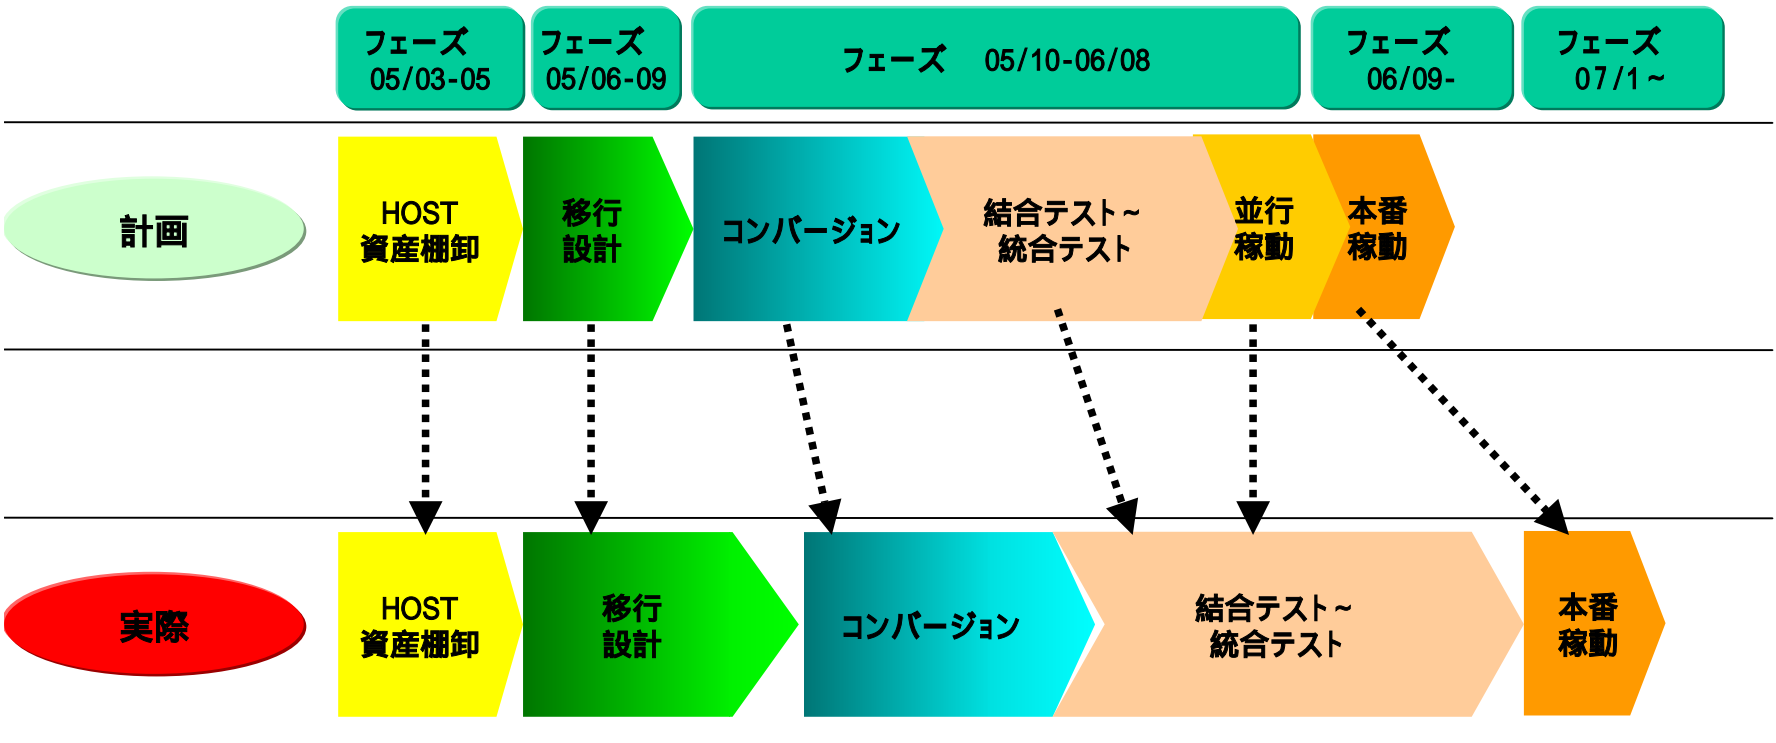 フェーズ
05/03-05
フェーズ
05/06-09
フェーズ　05/10-06/08
フェーズ
06/09-
フェーズ
07/1～
計画
HOST
資産棚卸
移行
設計
コンバージョン
結合テスト～
統合テスト
並行
稼動
本番
稼動
実際
HOST
資産棚卸
移行
設計
コンバージョン
結合テスト～
統合テスト
本番
稼動